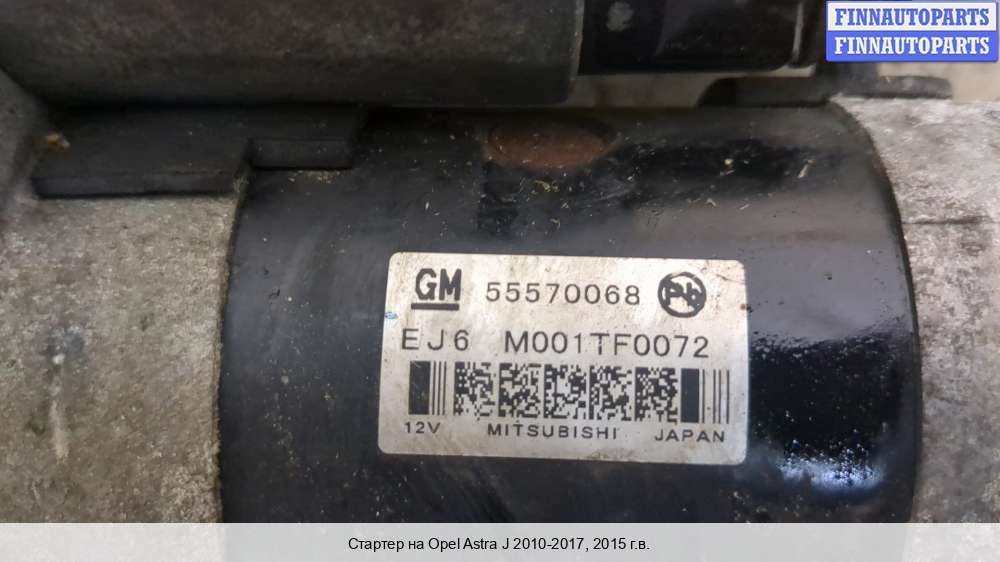 FINNAUTOPARTS
FINNAUTOPARTS
GM 55570068 Pb
EJ6 M001TF0072
12V MITSUBISHI JAPAN
Стартер на Opel Astra J 2010-2017, 2015 г.в.